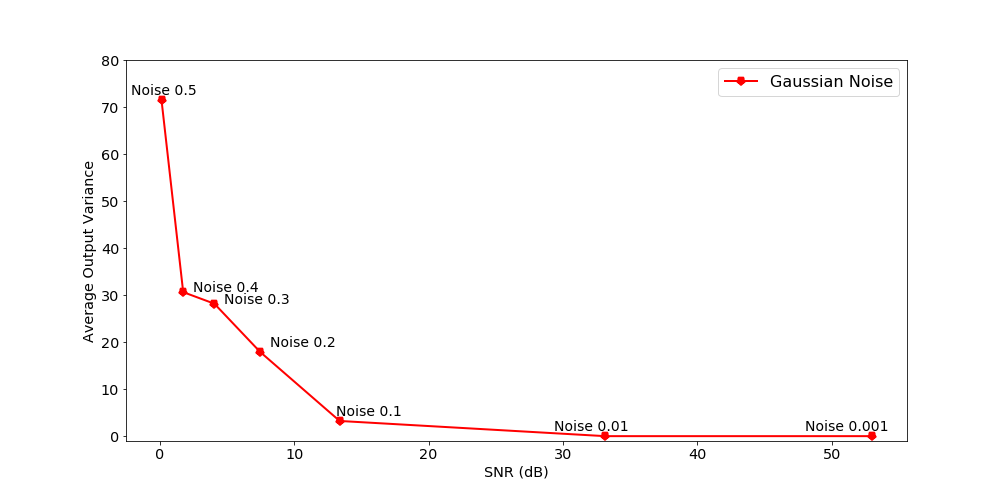 80
70
60
50
40
30
20
10
0
Average Output Variance
Noise 0.5
Noise 0.4
Noise 0.3
Noise 0.2
Noise 0.1
Noise 0.01
Noise 0.001
Gaussian Noise
0 10 20 30 40 50
SNR (dB)